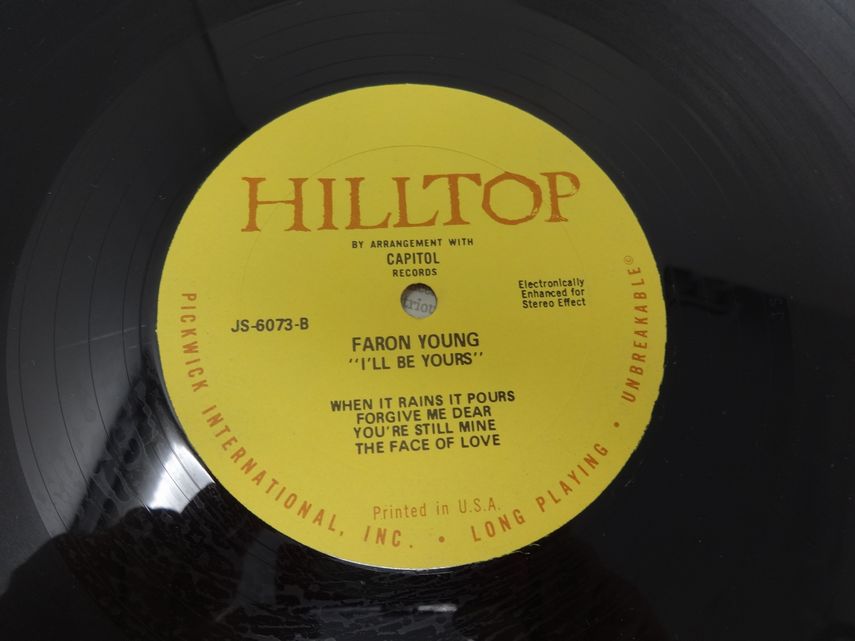 HILLTOP
BY ARRANGEMENT WITH
CAPITOL
RECORDS
Electronically
Enhanced for
Stereo Effect
JS-6073-B
FARON YOUNG
"I'LL BE YOURS"
WHEN IT RAINS IT POURS
FORGIVE ME DEAR
YOU'RE STILL MINE
THE FACE OF LOVE
Printed in U.S.A.
PICKWICK INTERNATIONAL, INC. • LONG PLAYING • UNBREAKABLE©